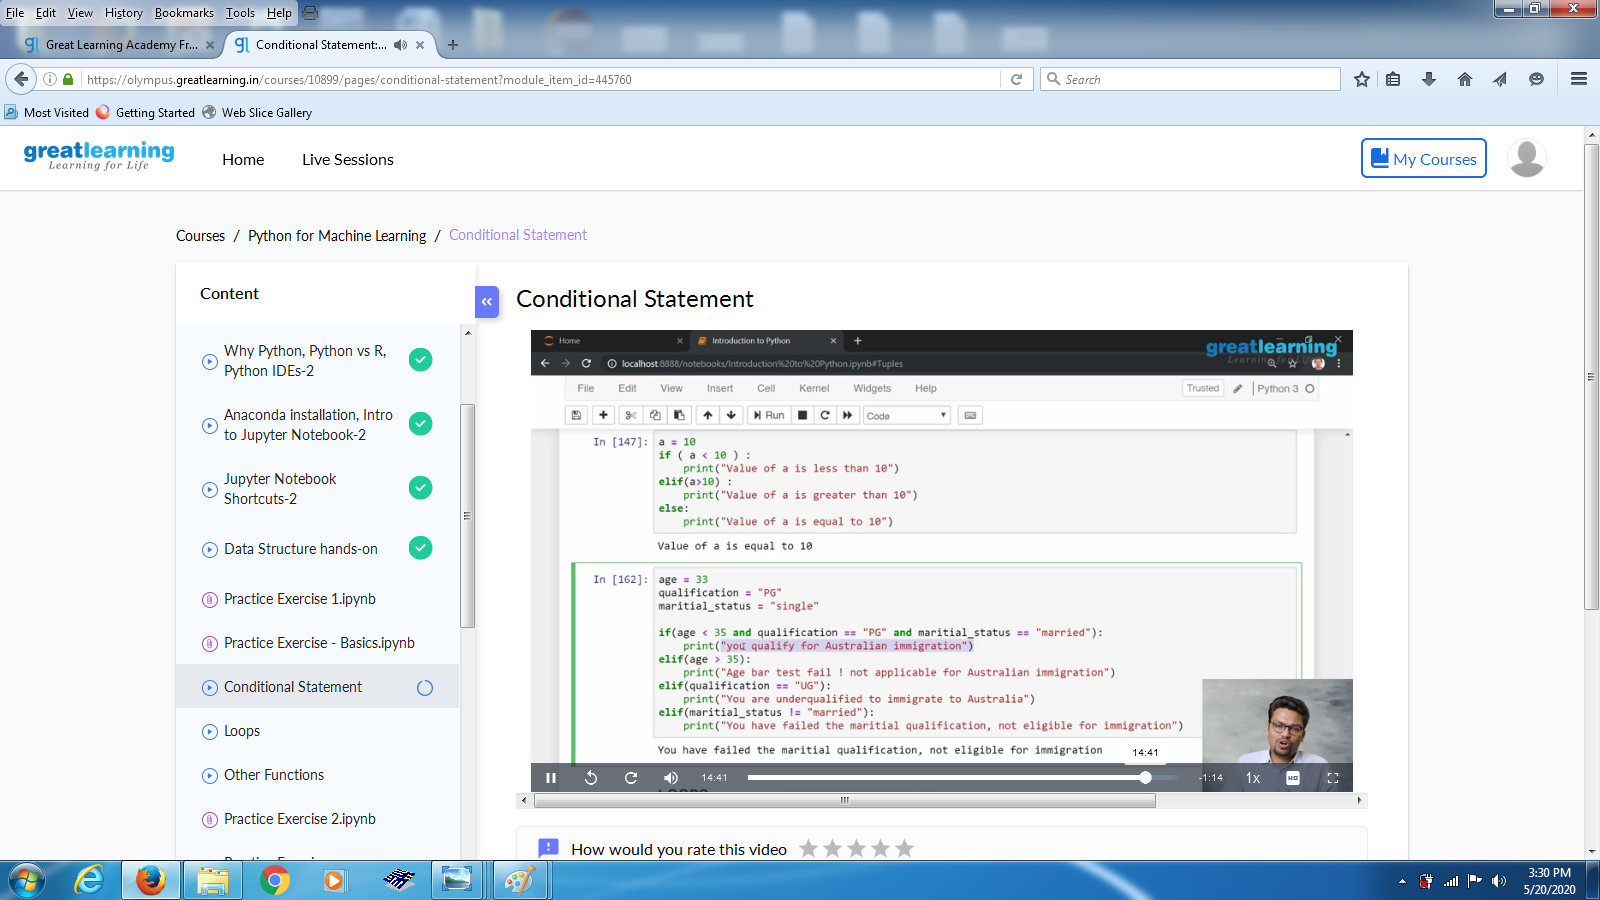 File Edit View History Bookmarks Tools Help
Great Learning Academy Fr... × Conditional Statement:... × +
https://olympus.greatlearning.in/courses/10899/pages/conditional-statement?module_item_id=445760 Search
Most Visited Getting Started Web Slice Gallery
greatlearning
Learning for Life
Home Live Sessions My Courses
Courses / Python for Machine Learning / Conditional Statement
Content
Why Python, Python vs R,
Python IDEs-2
Anaconda installation, Intro
to Jupyter Notebook-2
Jupyter Notebook
Shortcuts-2
Data Structure hands-on
Practice Exercise 1.ipynb
Practice Exercise - Basics.ipynb
Conditional Statement
Loops
Other Functions
Practice Exercise 2.ipynb
Conditional Statement
Home × Introduction to Python × +
greatlearning
Learning for Life
localhost:8888/notebooks/Introduction%20to%20Python.ipynb#Tuples
File Edit View Insert Cell Kernel Widgets Help Trusted Python 3
Run Code
In [147]: a = 10
if ( a < 10 ) :
print("Value of a is less than 10")
elif(a>10) :
print("Value of a is greater than 10")
else:
print("Value of a is equal to 10")
Value of a is equal to 10
In [162]: age = 33
qualification = "PG"
maritial_status = "single"
if(age < 35 and qualification == "PG" and maritial_status == "married"):
print("you qualify for Australian immigration")
elif(age > 35):
print("Age bar test fail ! not applicable for Australian immigration")
elif(qualification == "UG"):
print("You are underqualified to immigrate to Australia")
elif(maritial_status != "married"):
print("You have failed the maritial qualification, not eligible for immigration")
You have failed the maritial qualification, not eligible for immigration
14:41
14:41 -1:14 1x HD
How would you rate this video
3:30 PM
5/20/2020